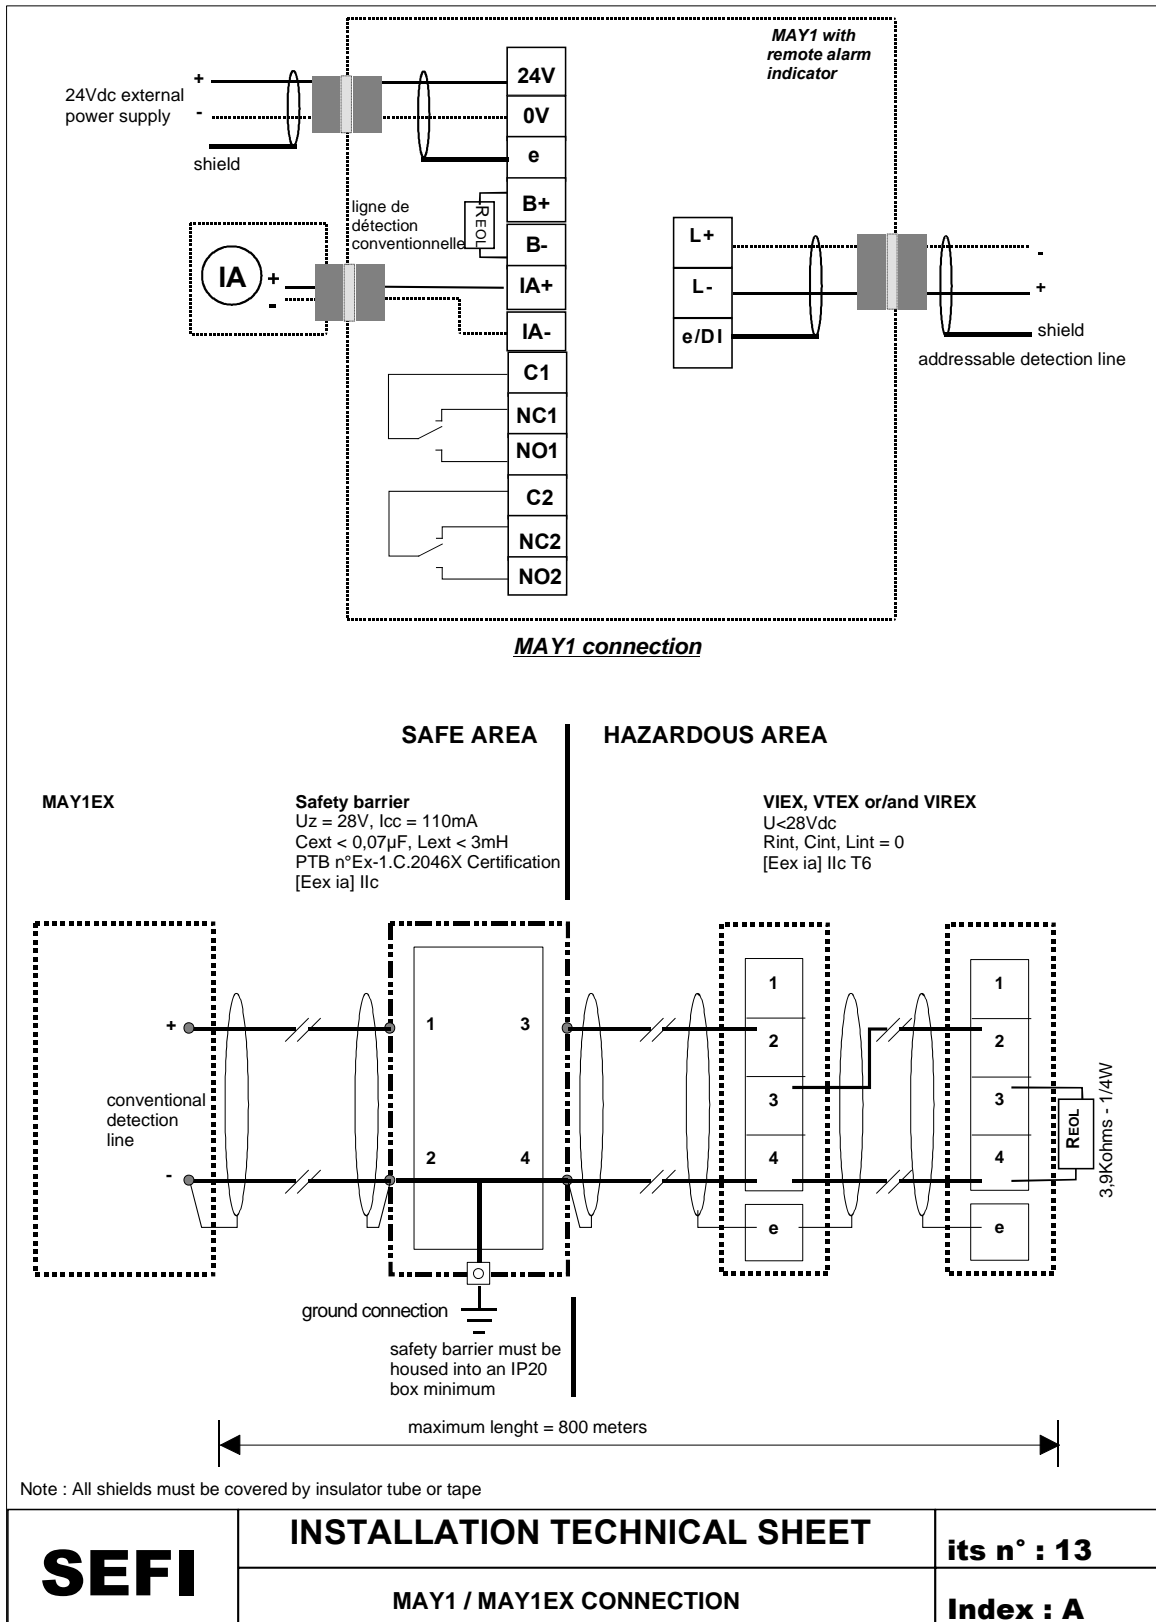 MAY1 with
remote alarm
indicator
24Vdc external
power supply
+
-
shield
24V
0V
e
B+
B-
IA+
IA-
C1
NC1
NO1
C2
NC2
NO2
ligne de
détection
conventionnelle
REOL
IA
+
-
L+
L-
e/DI
-
+
shield
addressable detection line
MAY1 connection
SAFE AREA
HAZARDOUS AREA
MAY1EX
Safety barrier
Uz = 28V, Icc = 110mA
Cext < 0,07µF, Lext < 3mH
PTB n°Ex-1.C.2046X Certification
[Eex ia] IIc
VIEX, VTEX or/and VIREX
U<28Vdc
Rint, Cint, Lint = 0
[Eex ia] IIc T6
+
conventional
detection
line
-
1
3
2
4
1
2
3
4
e
1
2
3
4
e
REOL
3,9Kohms - 1/4W
ground connection
safety barrier must be
housed into an IP20
box minimum
maximum lenght = 800 meters
Note : All shields must be covered by insulator tube or tape
SEFI
INSTALLATION TECHNICAL SHEET
MAY1 / MAY1EX CONNECTION
its n° : 13
Index : A